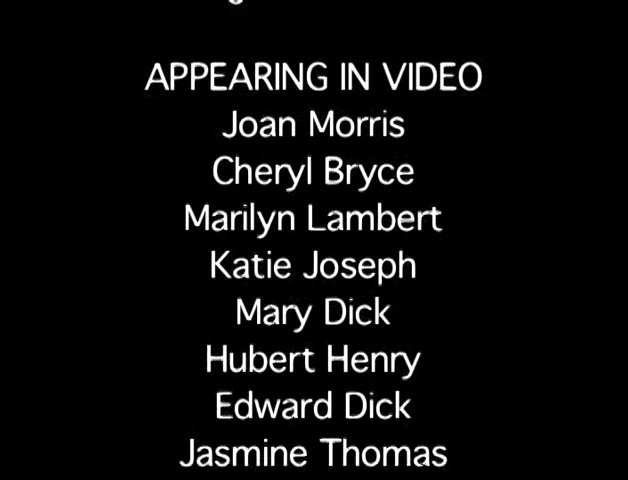 APPEARING IN VIDEO
Joan Morris
Cheryl Bryce
Marilyn Lambert
Katie Joseph
Mary Dick
Hubert Henry
Edward Dick
Jasmine Thomas